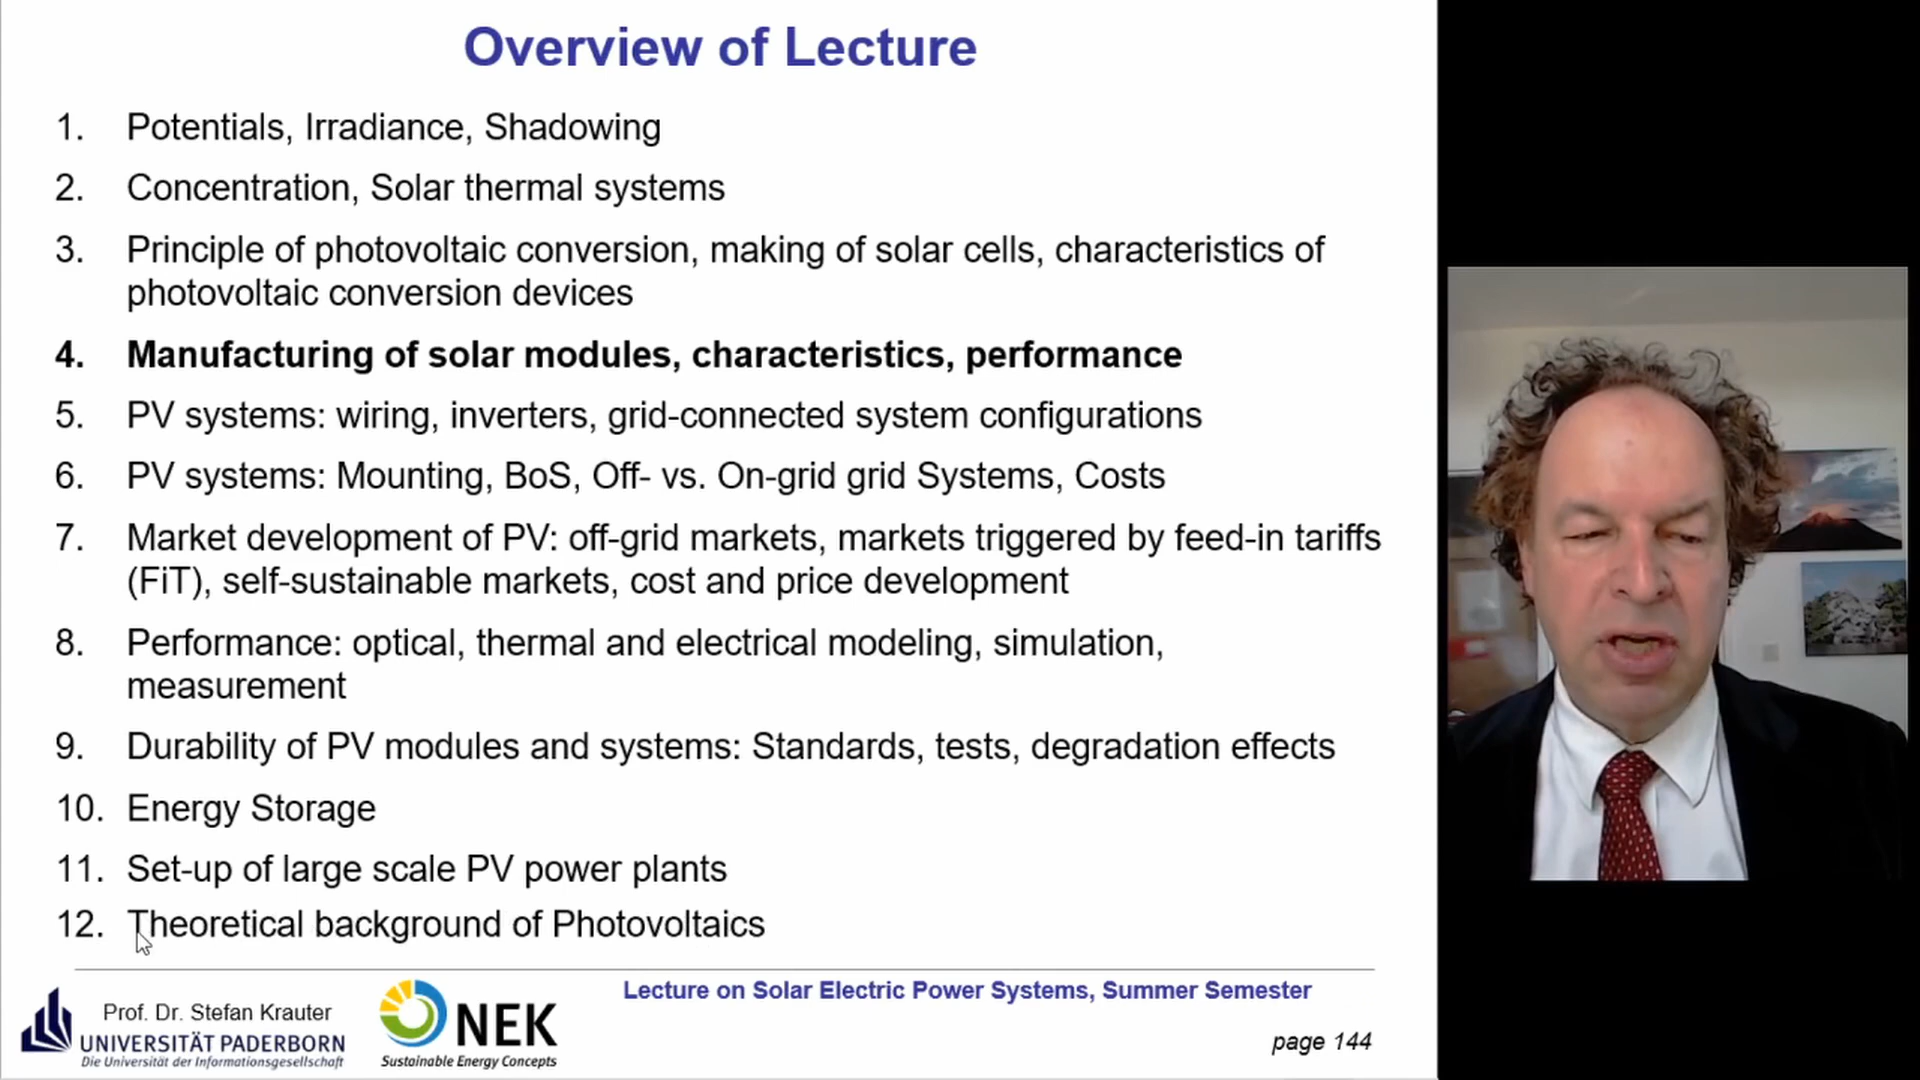 Overview of Lecture
1. Potentials, Irradiance, Shadowing
2. Concentration, Solar thermal systems
3. Principle of photovoltaic conversion, making of solar cells, characteristics of
photovoltaic conversion devices
4. Manufacturing of solar modules, characteristics, performance
5. PV systems: wiring, inverters, grid-connected system configurations
6. PV systems: Mounting, BoS, Off- vs. On-grid grid Systems, Costs
7. Market development of PV: off-grid markets, markets triggered by feed-in tariffs
(FiT), self-sustainable markets, cost and price development
8. Performance: optical, thermal and electrical modeling, simulation,
measurement
9. Durability of PV modules and systems: Standards, tests, degradation effects
10. Energy Storage
11. Set-up of large scale PV power plants
12. Theoretical background of Photovoltaics
Prof. Dr. Stefan Krauter
UNIVERSITÄT PADERBORN
Die Universität der Informationsgesellschaft
NEK
Sustainable Energy Concepts
Lecture on Solar Electric Power Systems, Summer Semester
page 144